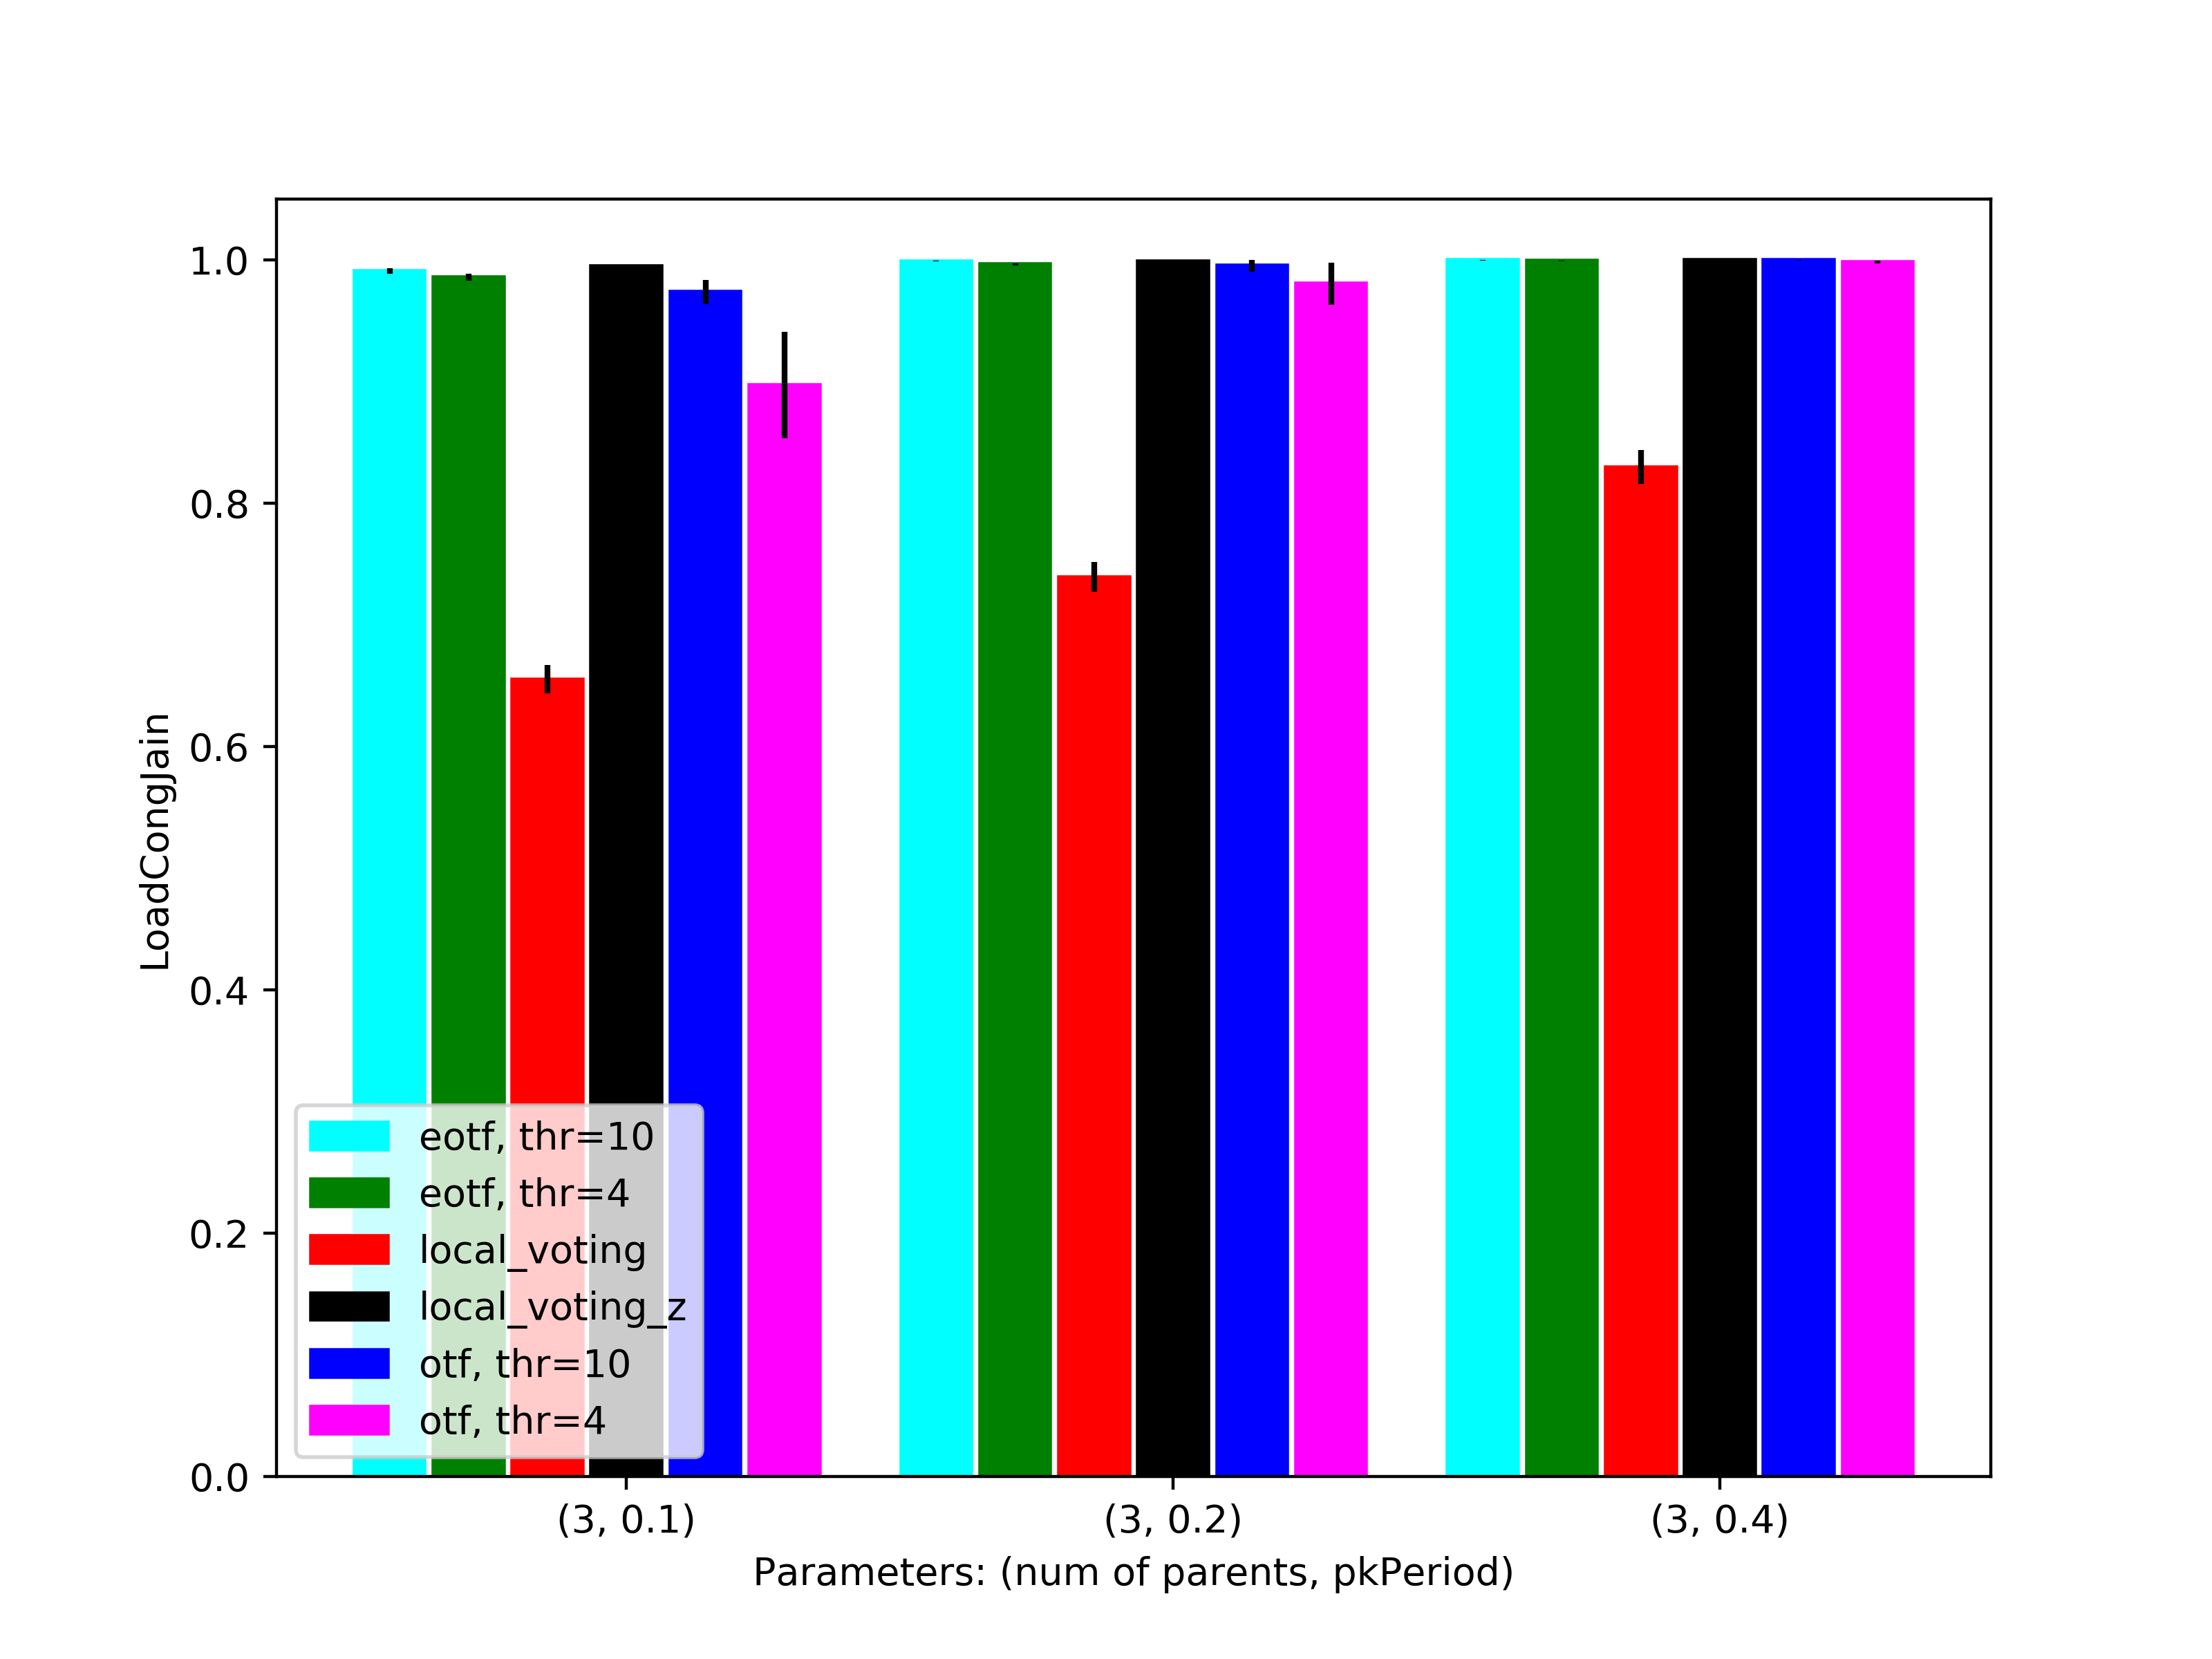 1.0
0.8
0.6
0.4
0.2
0.0
LoadCongJain
eotf, thr=10
eotf, thr=4
local_voting
local_voting_z
otf, thr=10
otf, thr=4
(3, 0.1) (3, 0.2) (3, 0.4)
Parameters: (num of parents, pkPeriod)